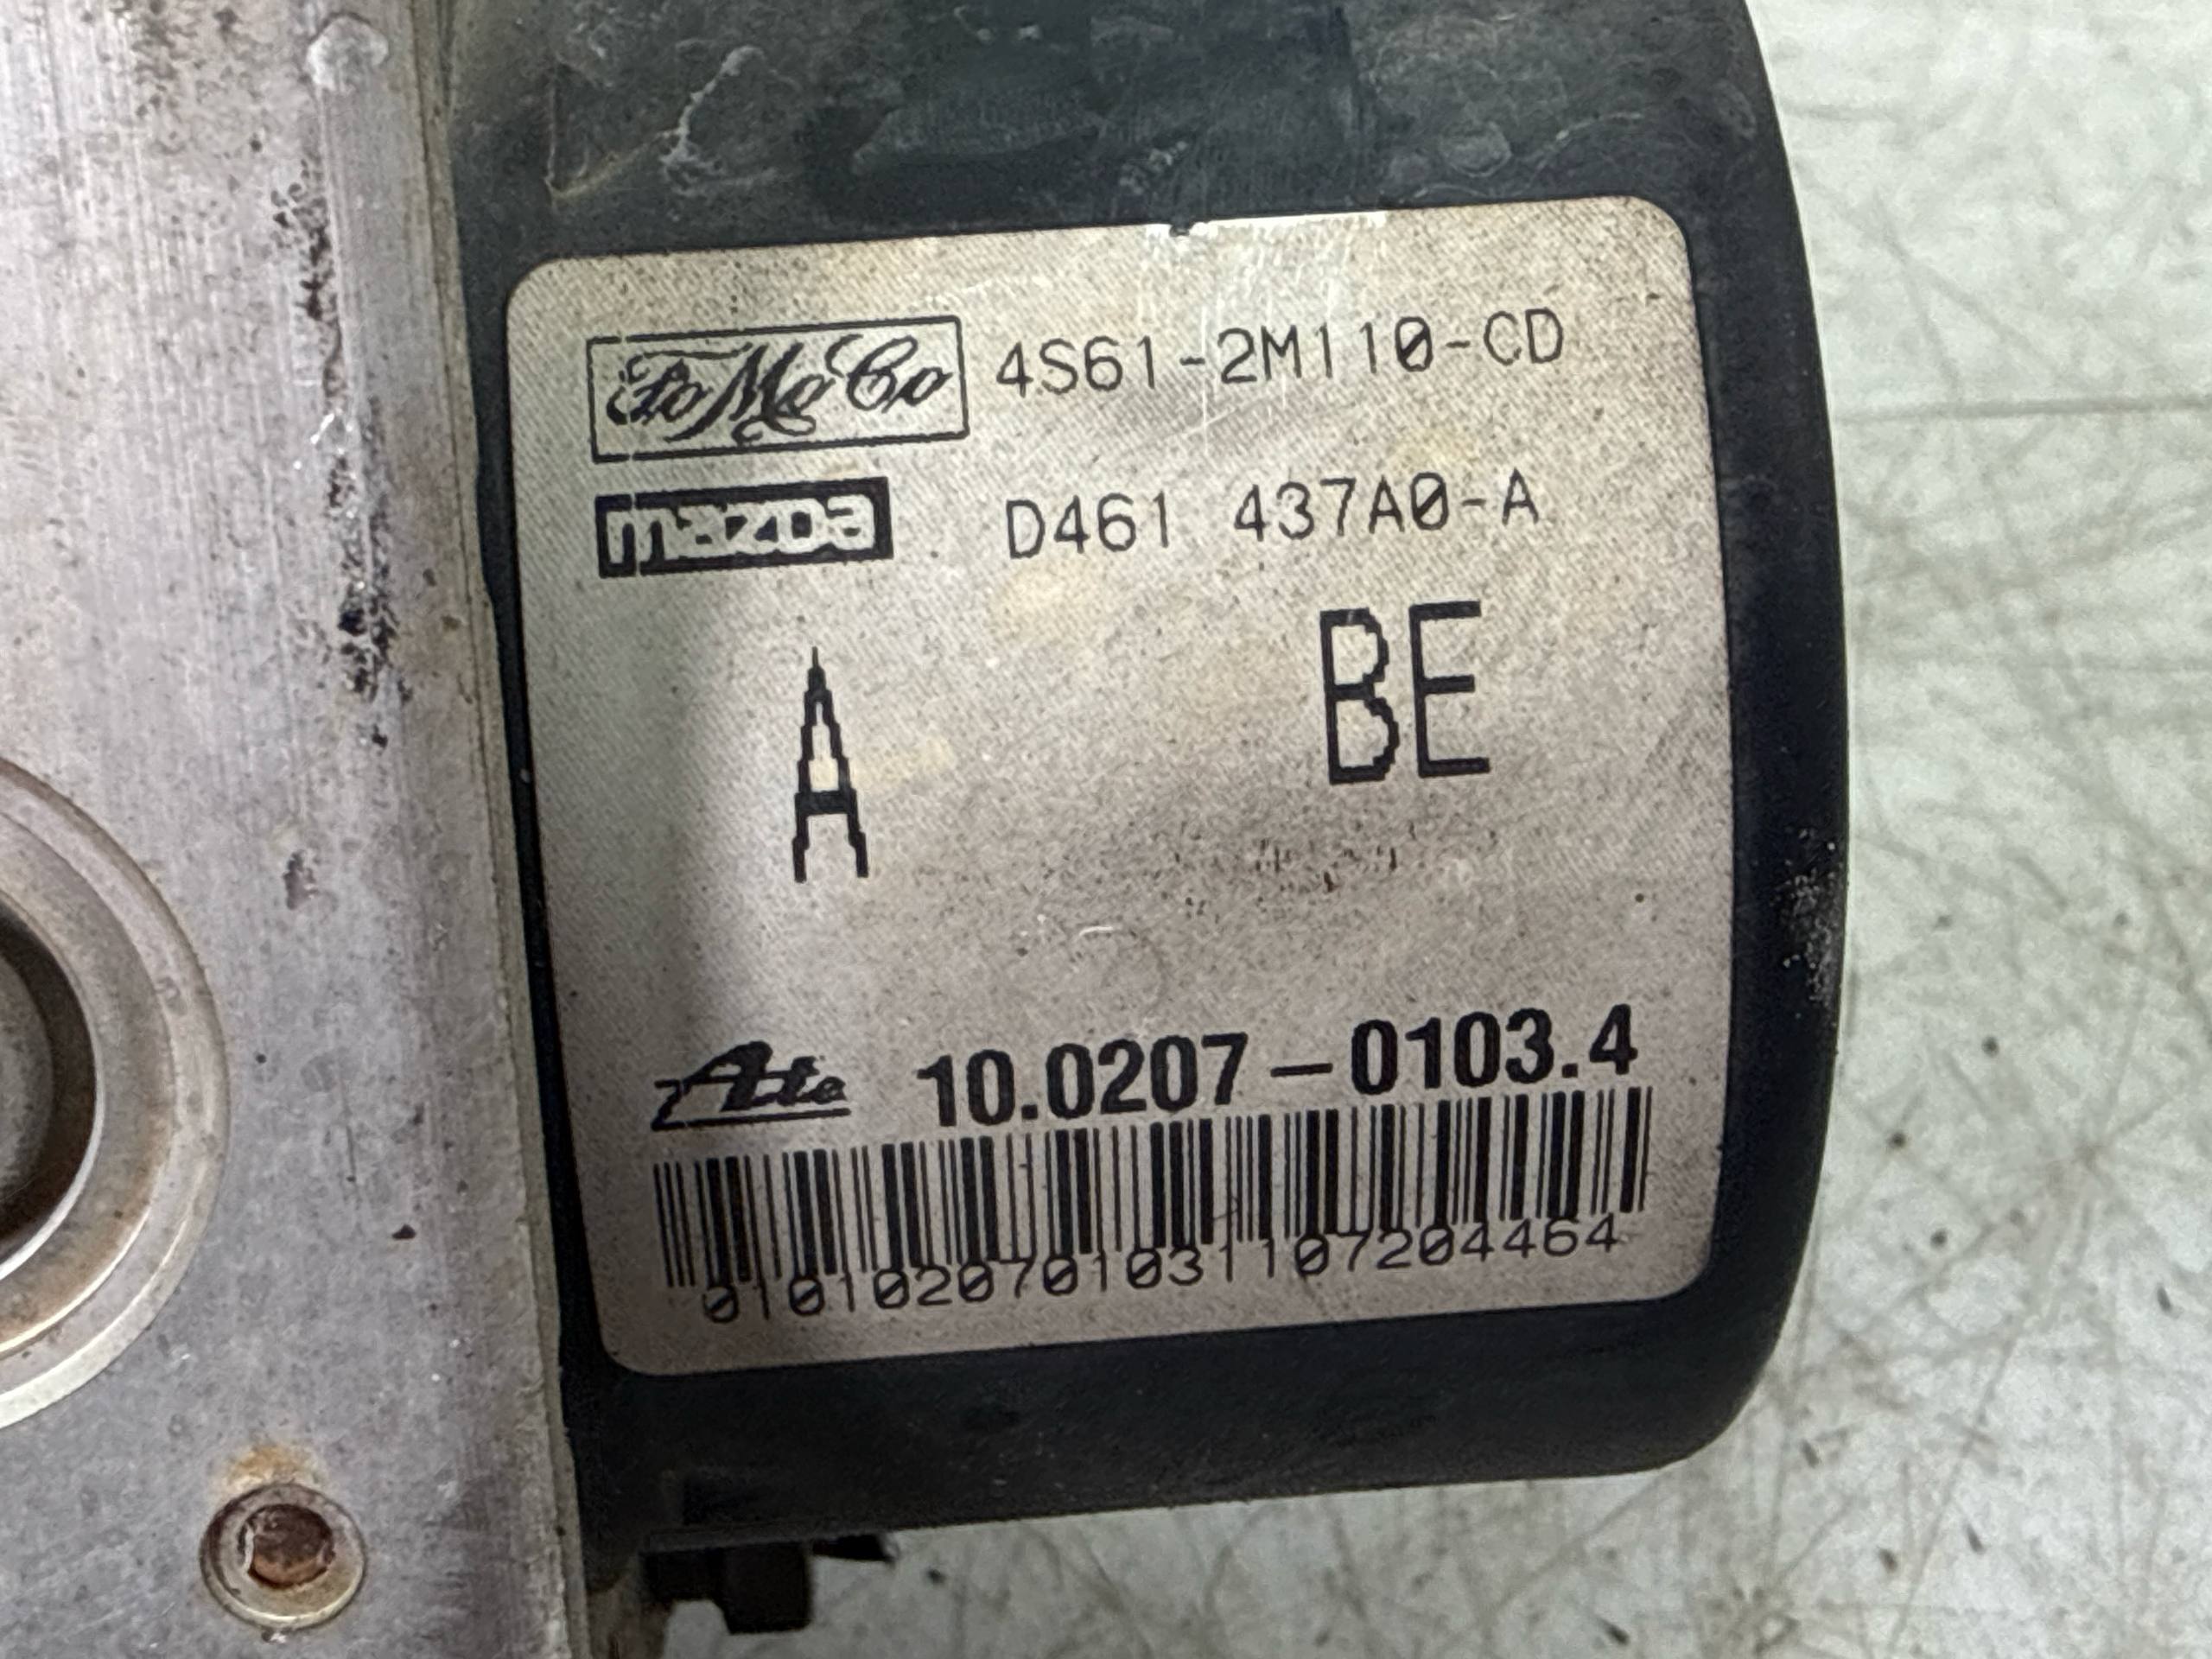 FoMoCo 4S61-2M110-CD
mazda D461 437A0-A
A BE
Ate 10.0207-0103.4
0101020701031107204464